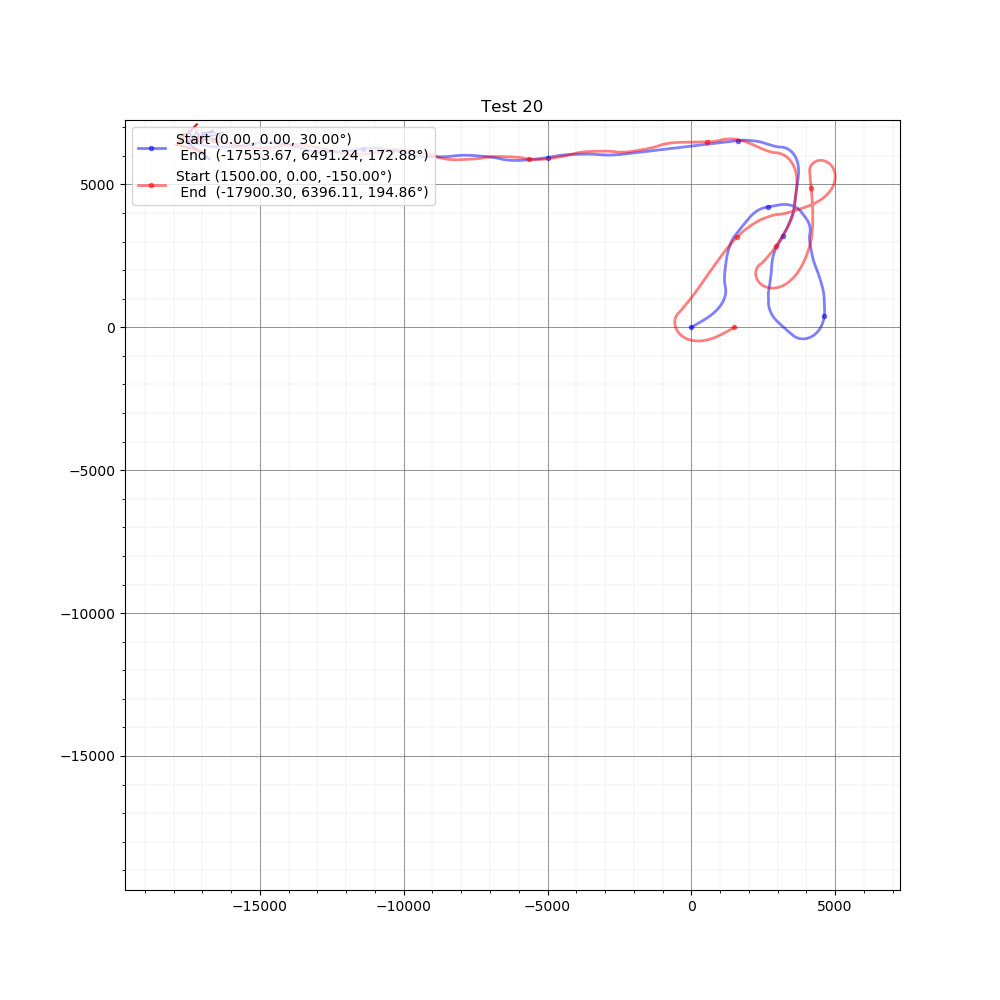 Test 20
Start (0.00, 0.00, 30.00°)
End (-17553.67, 6491.24, 172.88°)
Start (1500.00, 0.00, -150.00°)
End (-17900.30, 6396.11, 194.86°)
5000
0
−5000
−10000
−15000
−15000 −10000 −5000 0 5000